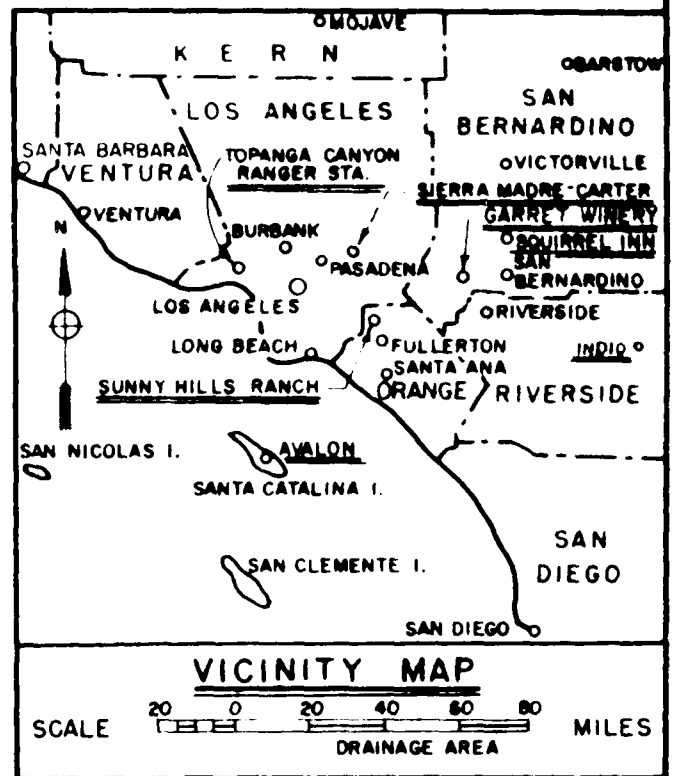 MOJAVE
KERN
BARSTOW
LOS ANGELES
SAN
BERNARDINO
SANTA BARBARA
VENTURA
TOPANGA CANYON
RANGER STA.
VICTORVILLE
SIERRA MADRE-CARTER
GARRET WINERY
VENTURA
N
BURBANK
SQUIRREL INN
PASADENA
SAN
BERNARDINO
LOS ANGELES
RIVERSIDE
LONG BEACH
FULLERTON
INDIO
SANTA ANA
SUNNY HILLS RANCH
ORANGE
RIVERSIDE
SAN NICOLAS I.
AVALON
SANTA CATALINA I.
SAN
DIEGO
SAN CLEMENTE I.
SAN DIEGO
VICINITY MAP
SCALE
20 0 20 40 60 80
MILES
DRAINAGE AREA